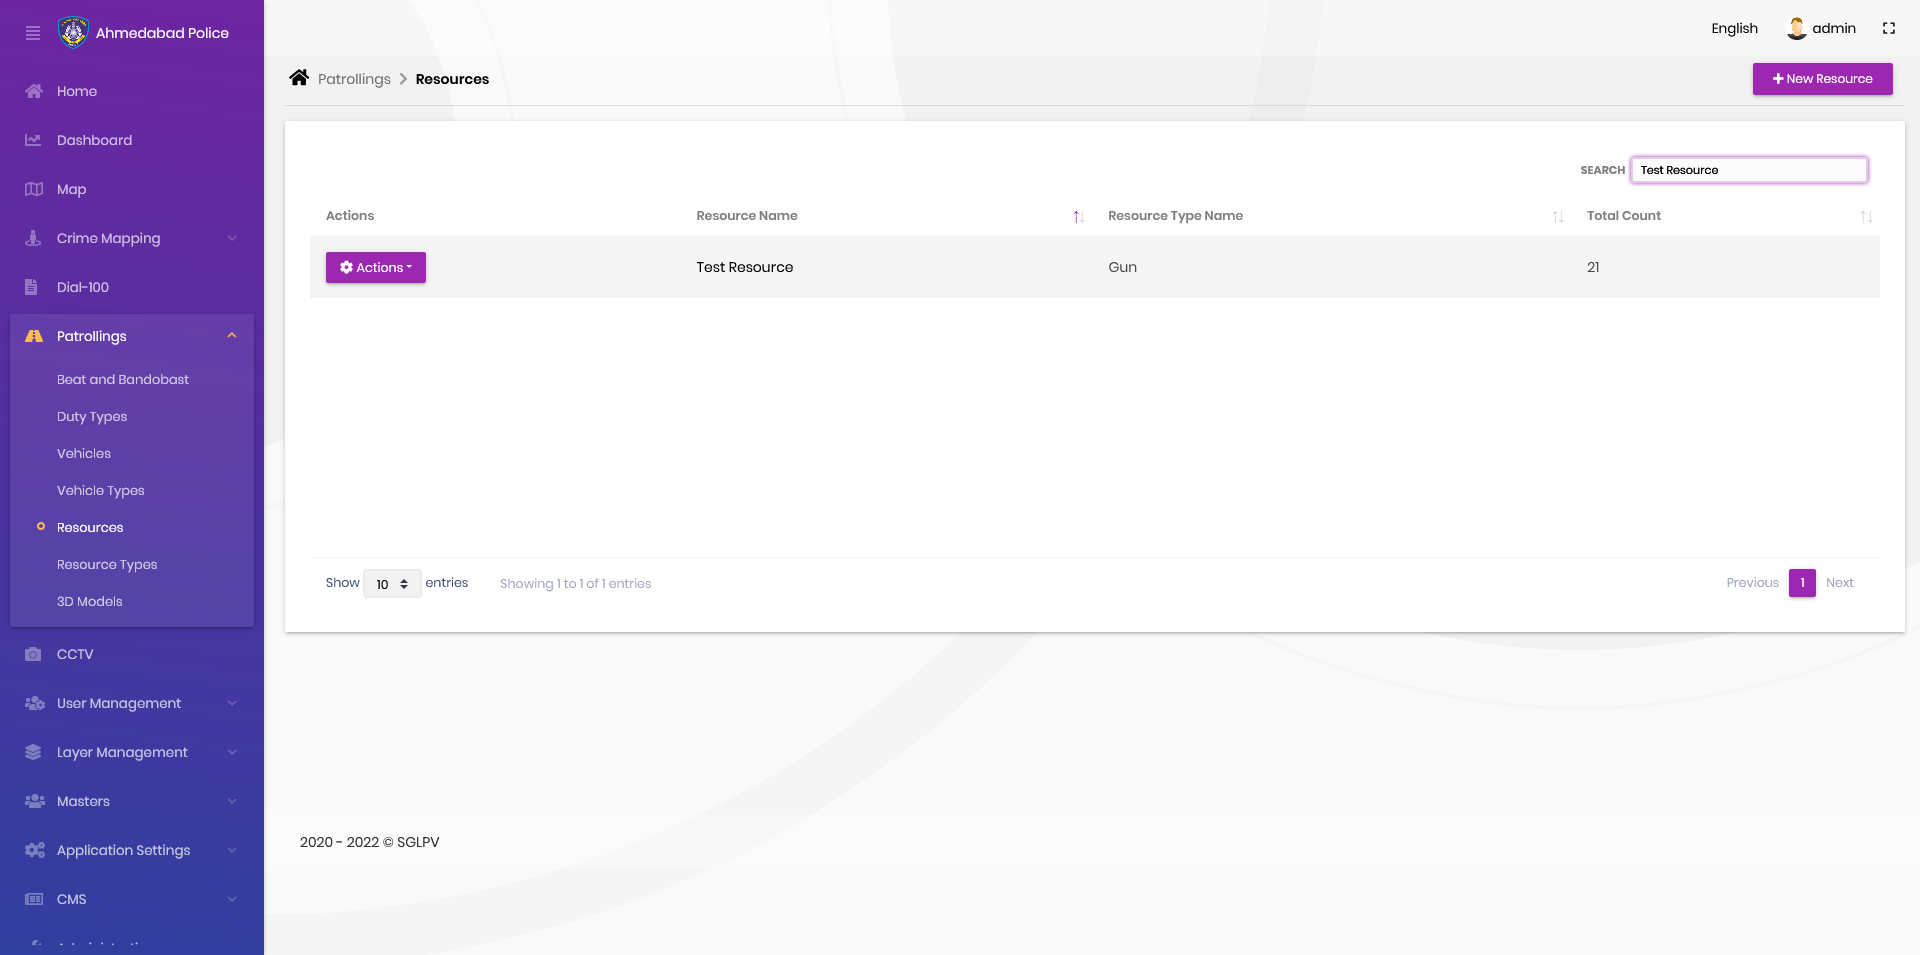 Ahmedabad Police
Home
Dashboard
Map
Crime Mapping
Dial-100
Patrollings
Beat and Bandobast
Duty Types
Vehicles
Vehicle Types
Resources
Resource Types
3D Models
CCTV
User Management
Layer Management
Masters
Application Settings
CMS
English
admin
Patrollings
Resources
New Resource
SEARCH Test Resource
Actions Resource Name Resource Type Name Total Count
Actions Test Resource Gun 21
Show 10 entries Showing 1 to 1 of 1 entries Previous 1 Next
2020 - 2022 © SGLPV